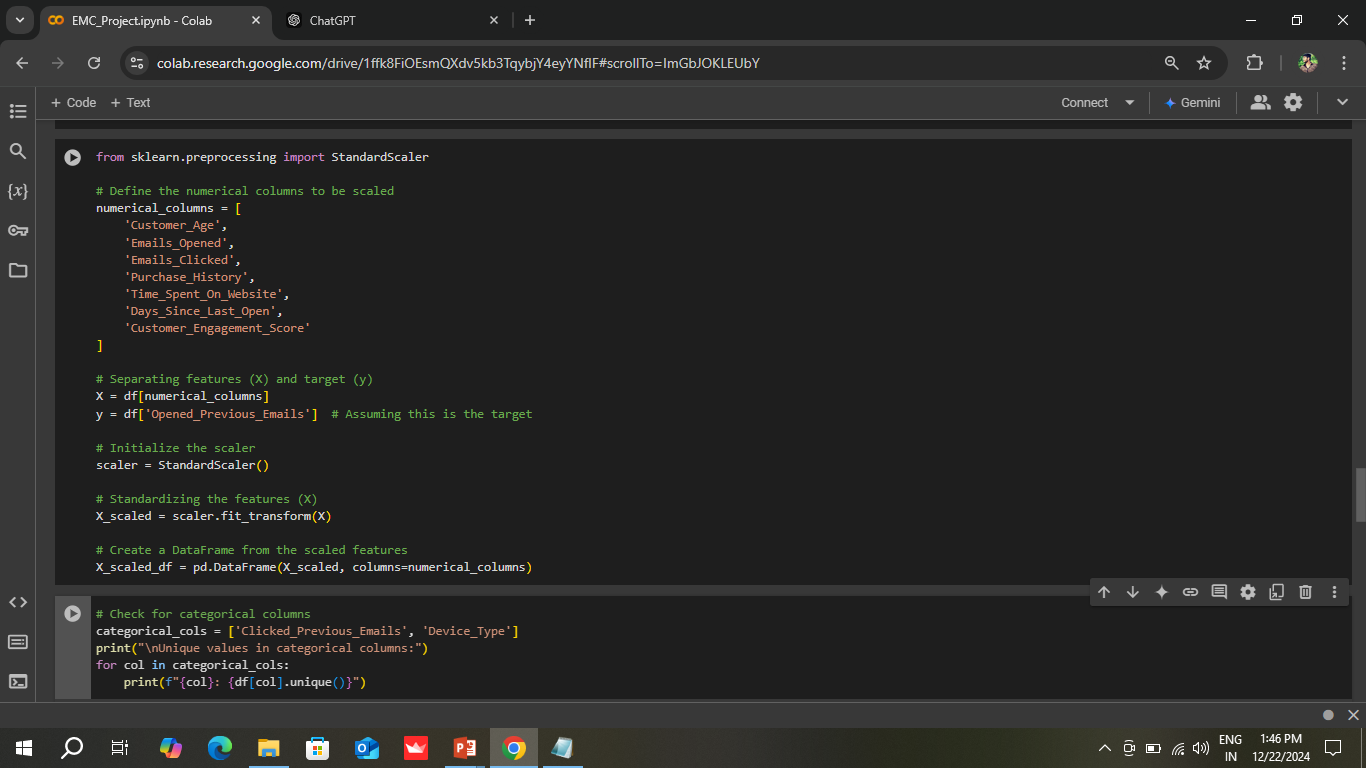 EMC_Project.ipynb - Colab
ChatGPT
colab.research.google.com/drive/1ffk8FiOEsmQXdv5kb3TqybjY4eyYNfIF#scrollTo=ImGbJOKLEUbY
+ Code + Text
Connect
Gemini
from sklearn.preprocessing import StandardScaler
# Define the numerical columns to be scaled
numerical_columns = [
'Customer_Age',
'Emails_Opened',
'Emails_Clicked',
'Purchase_History',
'Time_Spent_On_Website',
'Days_Since_Last_Open',
'Customer_Engagement_Score'
]
# Separating features (X) and target (y)
X = df[numerical_columns]
y = df['Opened_Previous_Emails']  # Assuming this is the target
# Initialize the scaler
scaler = StandardScaler()
# Standardizing the features (X)
X_scaled = scaler.fit_transform(X)
# Create a DataFrame from the scaled features
X_scaled_df = pd.DataFrame(X_scaled, columns=numerical_columns)
# Check for categorical columns
categorical_cols = ['Clicked_Previous_Emails', 'Device_Type']
print("\nUnique values in categorical columns:")
for col in categorical_cols:
print(f"{col}: {df[col].unique()}")
ENG
IN
1:46 PM
12/22/2024